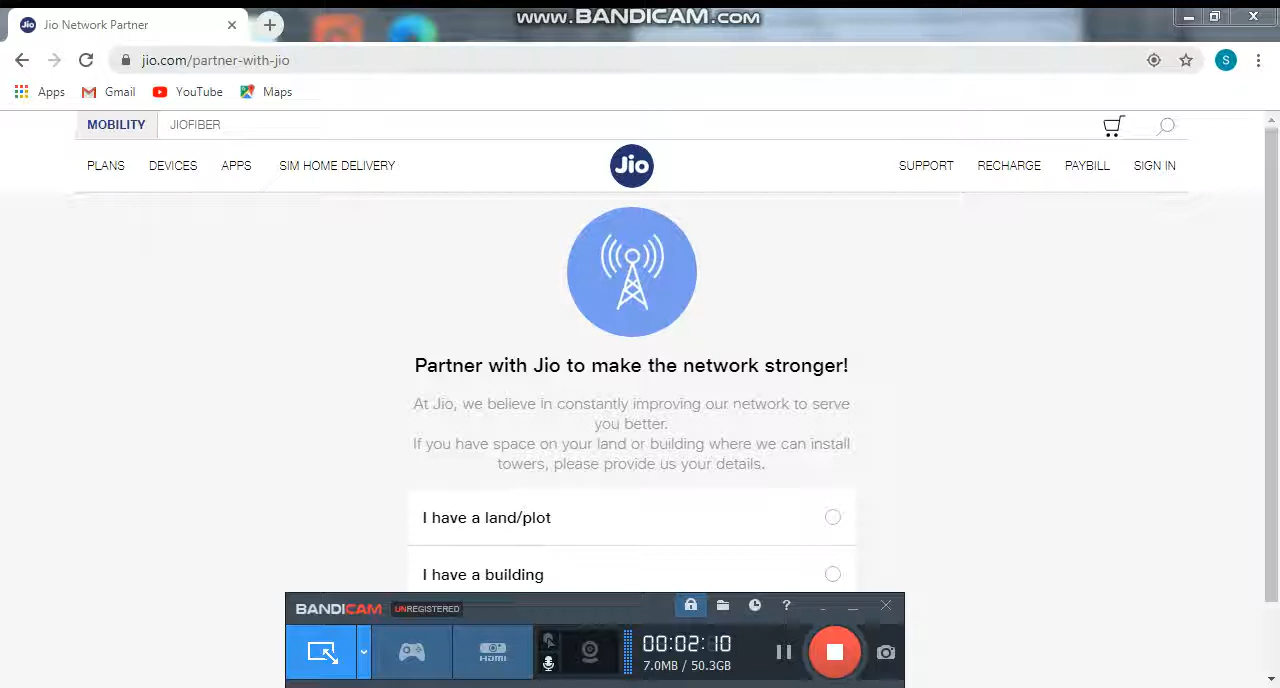 www.BANDICAM.com
Jio Network Partner
jio.com/partner-with-jio
S
Apps Gmail YouTube Maps
MOBILITY JIOFIBER
PLANS DEVICES APPS SIM HOME DELIVERY Jio SUPPORT RECHARGE PAYBILL SIGN IN
Partner with Jio to make the network stronger!
At Jio, we believe in constantly improving our network to serve
you better.
If you have space on your land or building where we can install
towers, please provide us your details.
I have a land/plot
I have a building
BANDICAM UNREGISTERED
HDMI
00:02:10
7.0MB / 50.3GB